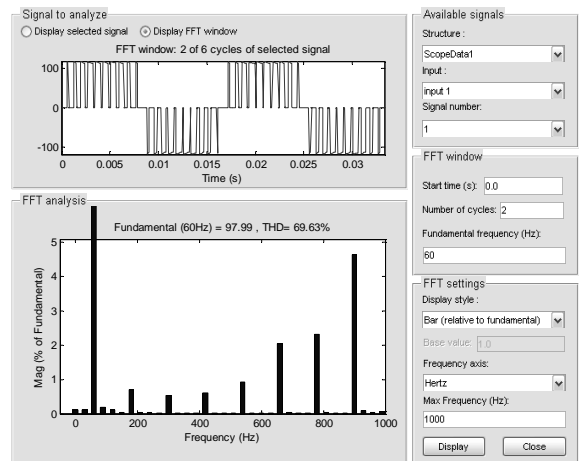 Signal to analyze
Display selected signal
Display FFT window
FFT window: 2 of 6 cycles of selected signal
100
0
-100
0 0.005 0.01 0.015 0.02 0.025 0.03
Time (s)
FFT analysis
Fundamental (60Hz) = 97.99 , THD= 69.63%
5
4
3
2
1
0
Mag (% of Fundamental)
0 200 400 600 800 1000
Frequency (Hz)
Available signals
Structure :
ScopeData1
Input :
input 1
Signal number:
1
FFT window
Start time (s): 0.0
Number of cycles: 2
Fundamental frequency (Hz):
60
FFT settings
Display style :
Bar (relative to fundamental)
Base value: 1.0
Frequency axis:
Hertz
Max Frequency (Hz):
1000
Display
Close